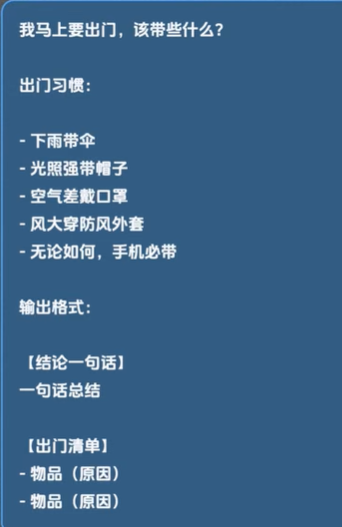 我马上要出门，该带些什么？
出门习惯：
- 下雨带伞
- 光照强带帽子
- 空气差戴口罩
- 风大穿防风外套
- 无论如何，手机必带
输出格式：
【结论一句话】
一句话总结
【出门清单】
- 物品（原因）
- 物品（原因）